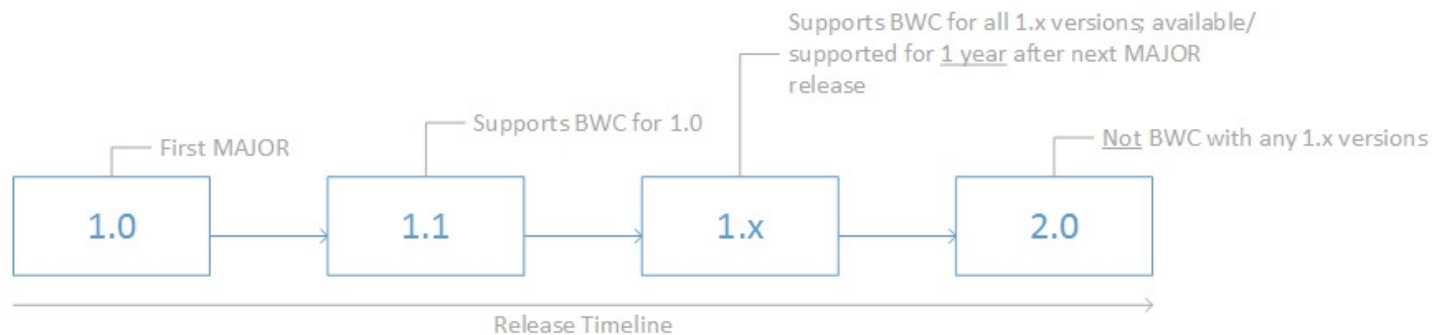 Supports BWC for all 1.x versions; available/
supported for 1 year after next MAJOR
release
Supports BWC for 1.0
First MAJOR
Not BWC with any 1.x versions
1.0
1.1
1.x
2.0
Release Timeline